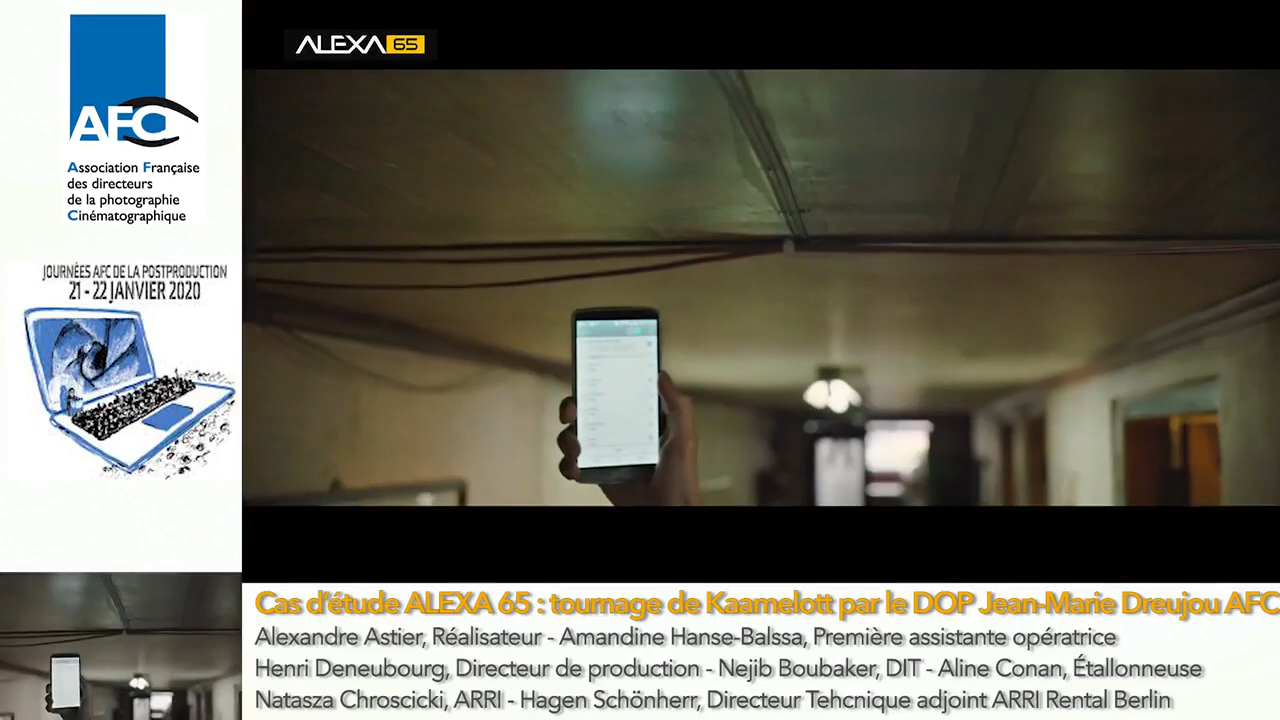 AFC
Association Française
des directeurs
de la photographie
Cinématographique
JOURNÉES AFC DE LA POSTPRODUCTION
21 - 22 JANVIER 2020
ALEXA 65
Cas d'étude ALEXA 65 : tournage de Kaamelott par le DOP Jean-Marie Dreujou AFC
Alexandre Astier, Réalisateur - Amandine Hanse-Balssa, Première assistante opératrice
Henri Deneubourg, Directeur de production - Nejib Boubaker, DIT - Aline Conan, Étallonneuse
Natasza Chroscicki, ARRI - Hagen Schönherr, Directeur Tehcnique adjoint ARRI Rental Berlin